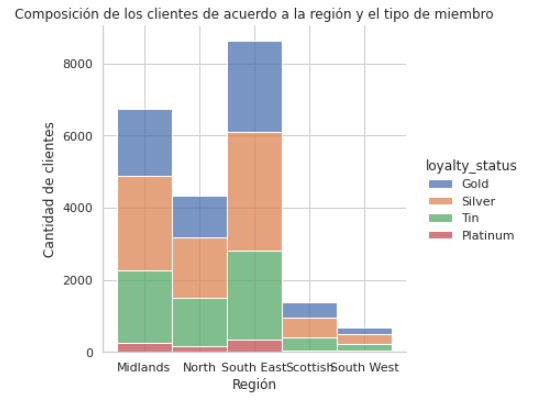 Composición de los clientes de acuerdo a la región y el tipo de miembro
8000
6000
4000
2000
0
Cantidad de clientes
Midlands North South East Scottish South West
Región
loyalty_status
Gold
Silver
Tin
Platinum